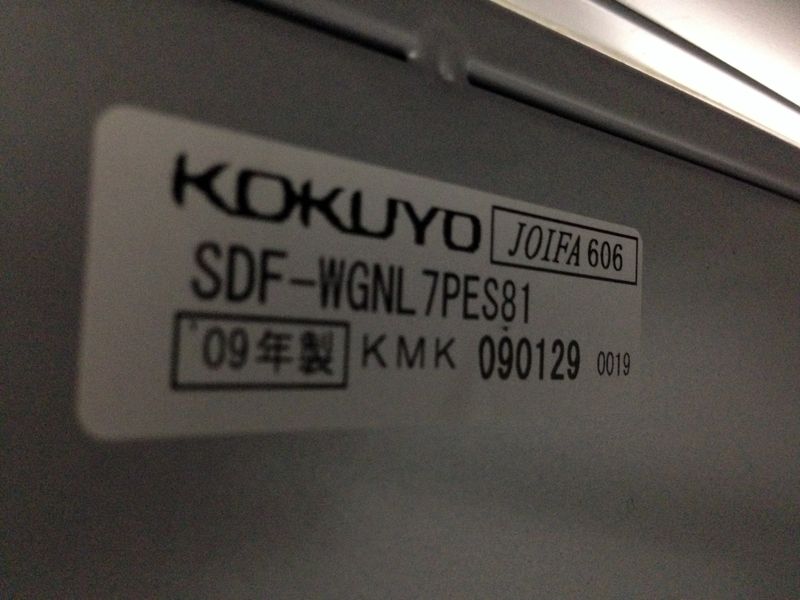 KOKUYO JOIFA 606
SDF-WGNL7PES81
'09年製 KMK 090129 0019